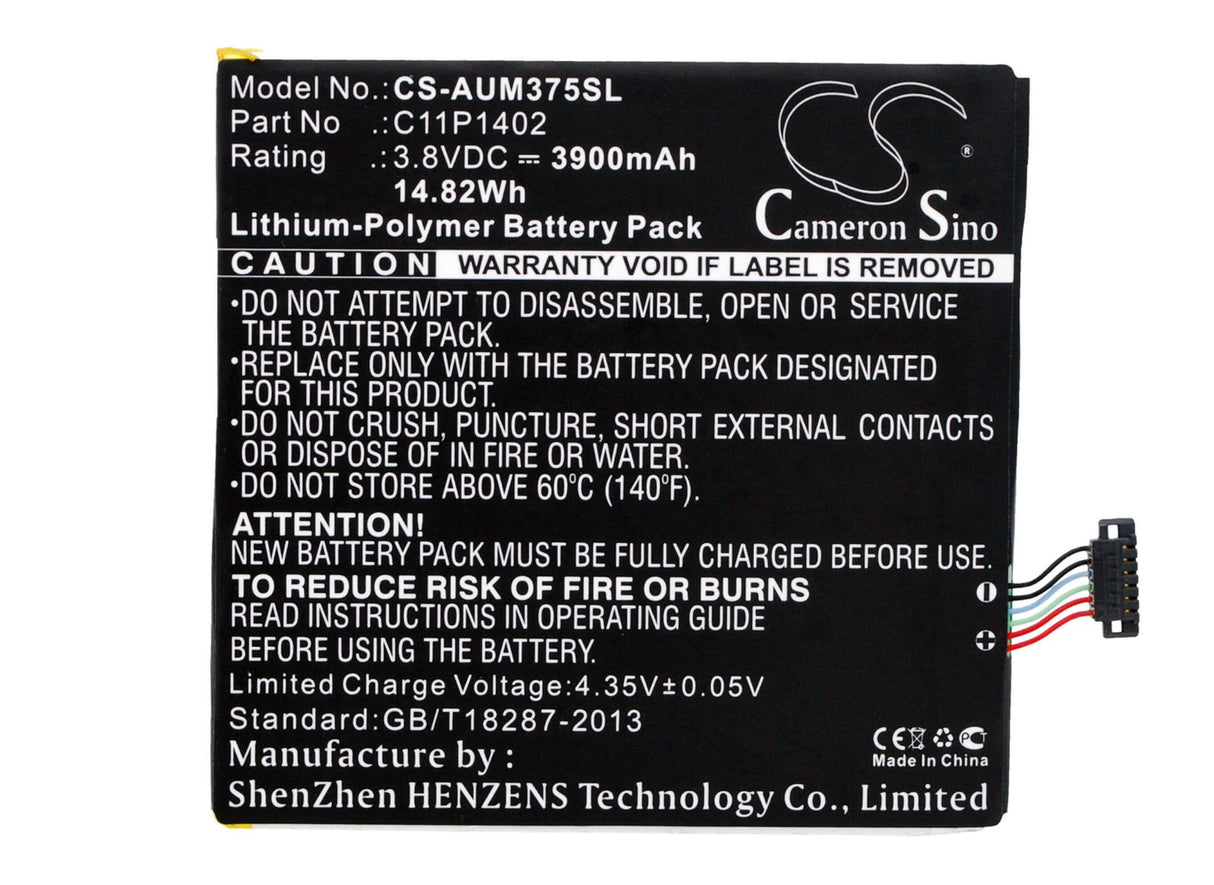 Model No.: CS-AUM375SL
Part No .: C11P1402
Rating .: 3.8VDC ⎓ 3900mAh
14.82Wh
Lithium-Polymer Battery Pack
CS ®
Cameron Sino
CAUTION WARRANTY VOID IF LABEL IS REMOVED
•DO NOT ATTEMPT TO DISASSEMBLE, OPEN OR SERVICE
THE BATTERY PACK.
•REPLACE ONLY WITH THE BATTERY PACK DESIGNATED
FOR THIS PRODUCT.
•DO NOT CRUSH, PUNCTURE, SHORT EXTERNAL CONTACTS
OR DISPOSE OF IN FIRE OR WATER.
•DO NOT STORE ABOVE 60°C (140°F).
ATTENTION!
NEW BATTERY PACK MUST BE FULLY CHARGED BEFORE USE.
TO REDUCE RISK OF FIRE OR BURNS
READ INSTRUCTIONS IN OPERATING GUIDE
BEFORE USING THE BATTERY.
Limited Charge Voltage:4.35V±0.05V
Standard:GB/T18287-2013
Manufacture by :
ShenZhen HENZENS Technology Co., Limited
CE PCT
Made In China